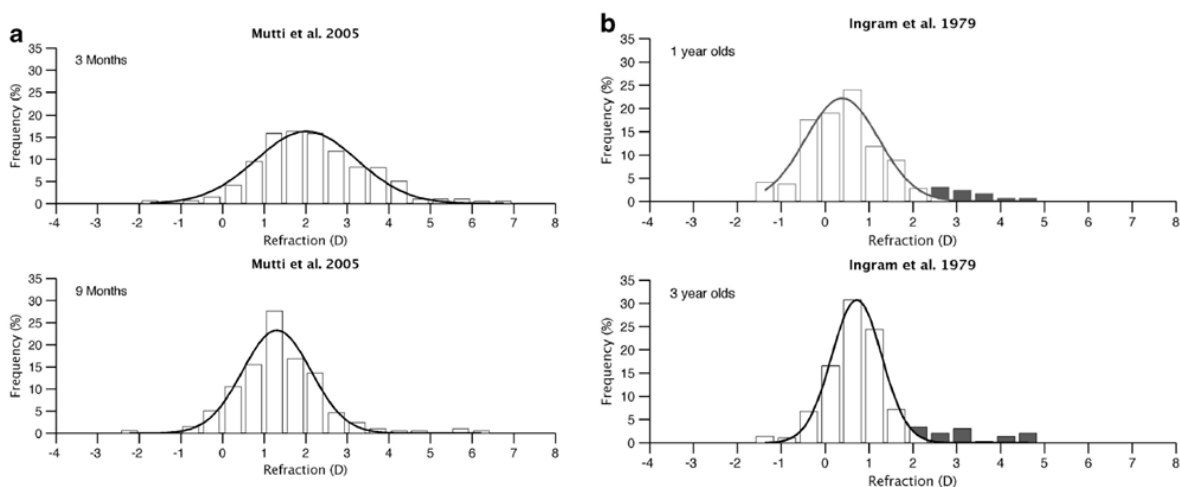 a
Mutti et al. 2005
3 Months
Frequency (%)
35
30
25
20
15
10
5
0
-4 -3 -2 -1 0 1 2 3 4 5 6 7 8
Refraction (D)
Mutti et al. 2005
9 Months
Frequency (%)
35
30
25
20
15
10
5
0
-4 -3 -2 -1 0 1 2 3 4 5 6 7 8
Refraction (D)
b
Ingram et al. 1979
1 year olds
Frequency (%)
35
30
25
20
15
10
5
0
-4 -3 -2 -1 0 1 2 3 4 5 6 7 8
Refraction (D)
Ingram et al. 1979
3 year olds
Frequency (%)
35
30
25
20
15
10
5
0
-4 -3 -2 -1 0 1 2 3 4 5 6 7 8
Refraction (D)